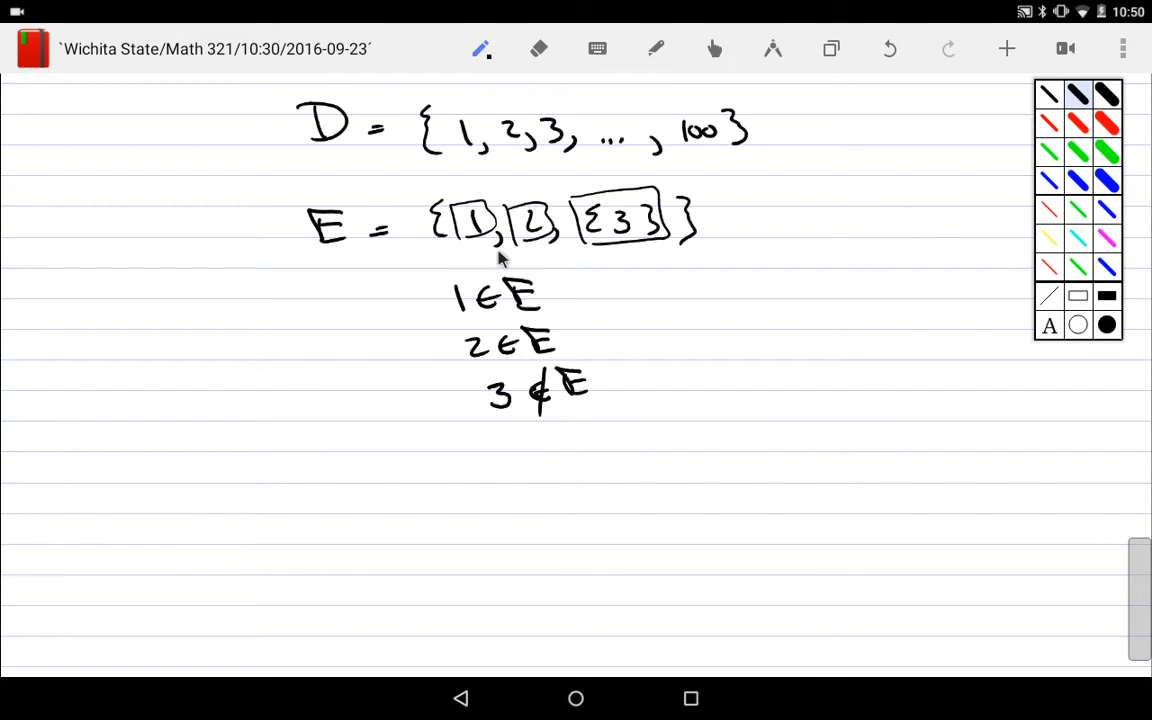 10:50
`Wichita State/Math 321/10:30/2016-09-23´
D = { 1, 2, 3, ... , 100 }
E = { 1, 2, { 3 } }
1 ∈ E
2 ∈ E
3 ∉ E
A